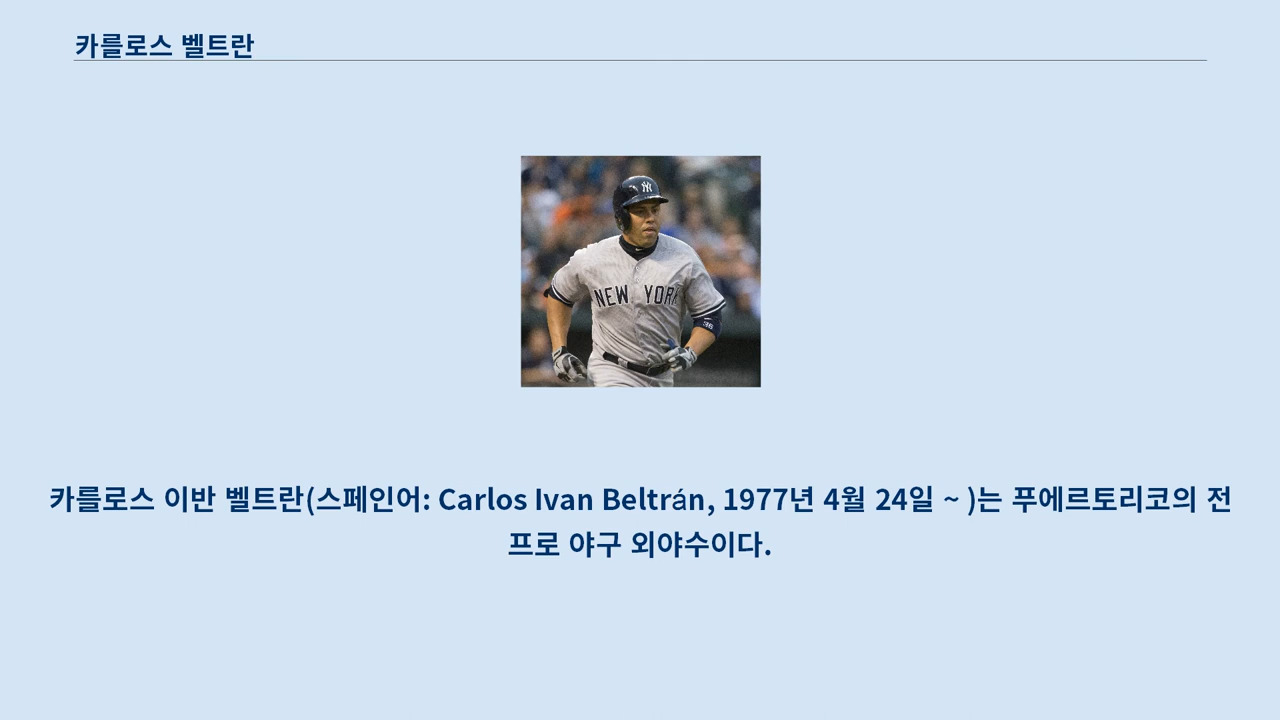 카를로스 벨트란
NEW YORK
36
카를로스 이반 벨트란(스페인어: Carlos Ivan Beltrán, 1977년 4월 24일 ~ )는 푸에르토리코의 전
프로 야구 외야수이다.